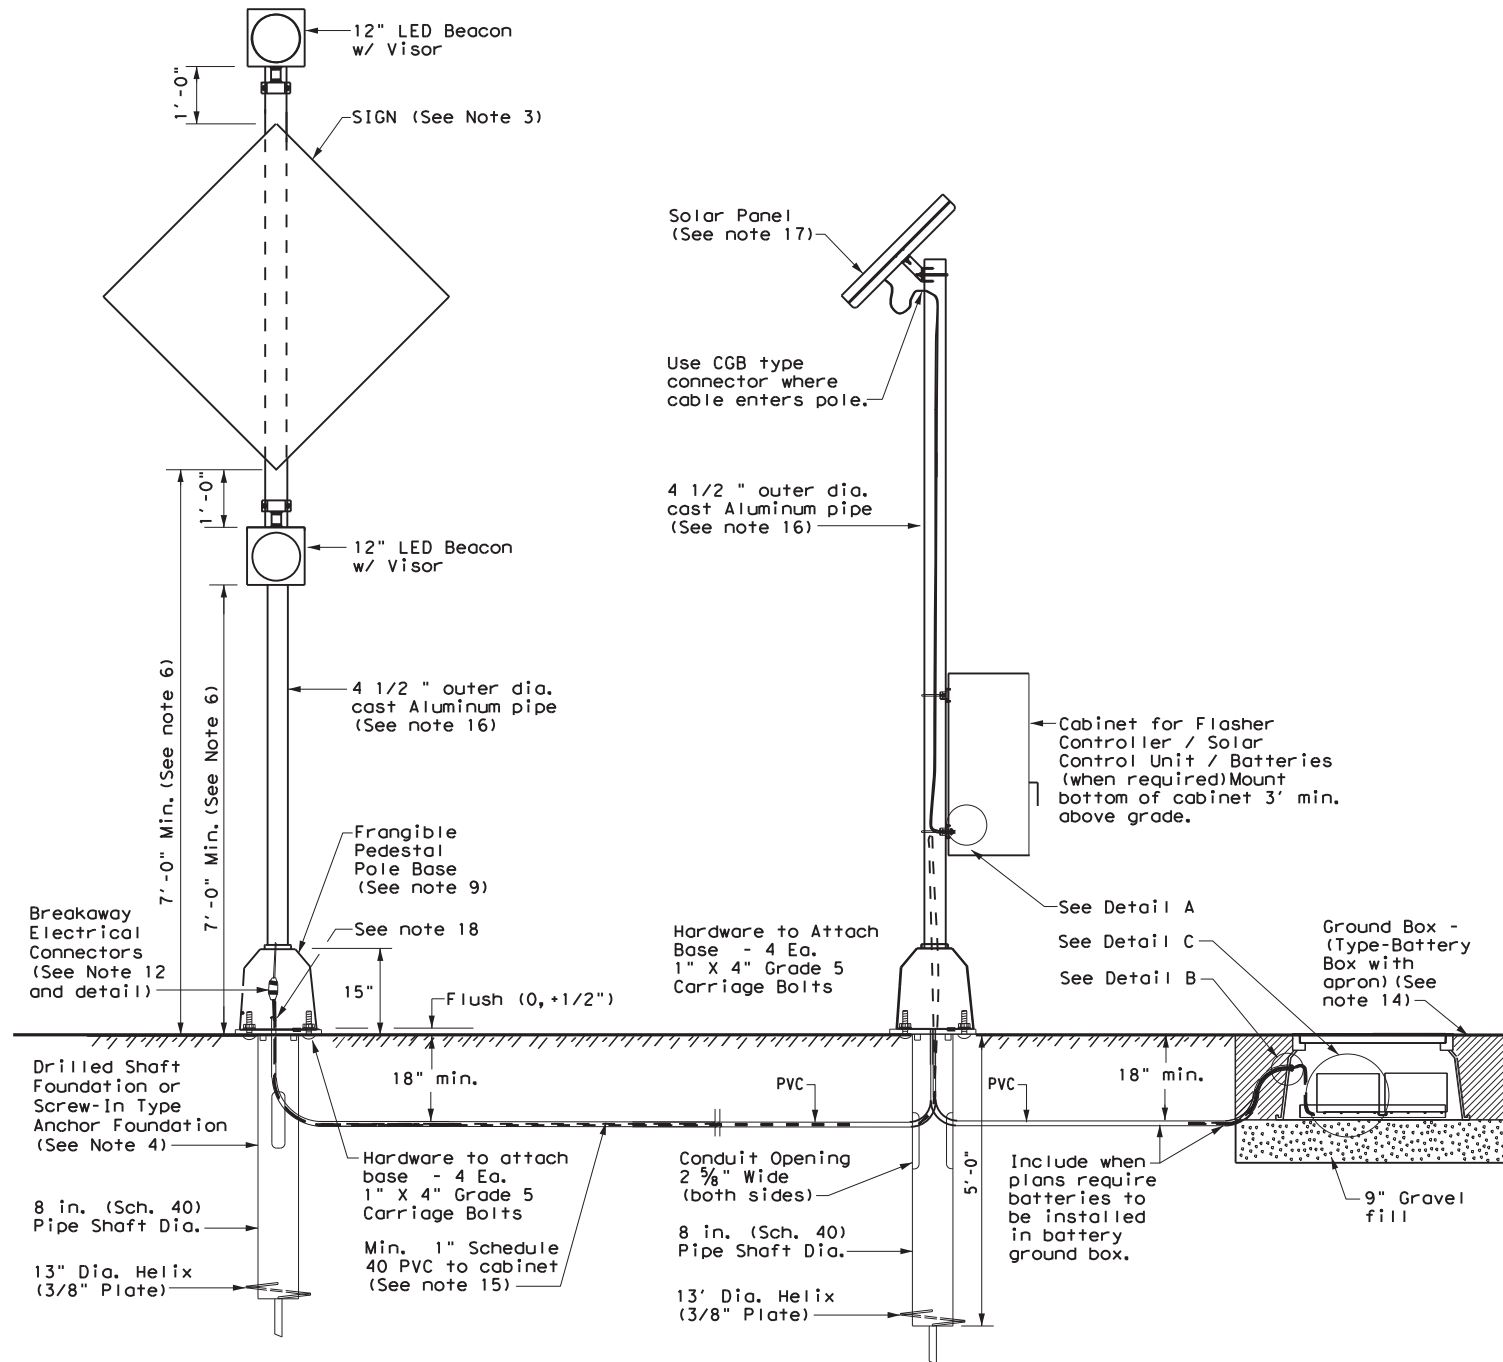 12" LED Beacon
w/ Visor
1'-0"
SIGN (See Note 3)
1'-0"
12" LED Beacon
w/ Visor
7'-0" Min. (See note 6)
7'-0" Min. (See Note 6)
4 1/2 " outer dia.
cast Aluminum pipe
(See note 16)
Frangible
Pedestal
Pole Base
(See note 9)
Breakaway
Electrical
Connectors
(See Note 12
and detail)
See note 18
15"
Flush (0, +1/2")
Drilled Shaft
Foundation or
Screw-In Type
Anchor Foundation
(See Note 4)
18" min.
8 in. (Sch. 40)
Pipe Shaft Dia.
13" Dia. Helix
(3/8" Plate)
Hardware to attach
base - 4 Ea.
1" X 4" Grade 5
Carriage Bolts
Min. 1" Schedule
40 PVC to cabinet
(See note 15)
Solar Panel
(See note 17)
Use CGB type
connector where
cable enters pole.
4 1/2 " outer dia.
cast Aluminum pipe
(See note 16)
Cabinet for Flasher
Controller / Solar
Control Unit / Batteries
(when required)Mount
bottom of cabinet 3' min.
above grade.
Hardware to Attach
Base - 4 Ea.
1" X 4" Grade 5
Carriage Bolts
See Detail A
See Detail C
See Detail B
Ground Box -
(Type-Battery
Box with
apron) (See
note 14)
PVC
PVC
18" min.
Conduit Opening
2 5/8" Wide
(both sides)
8 in. (Sch. 40)
Pipe Shaft Dia.
13' Dia. Helix
(3/8" Plate)
5'-0"
Include when
plans require
batteries to
be installed
in battery
ground box.
9" Gravel
fill